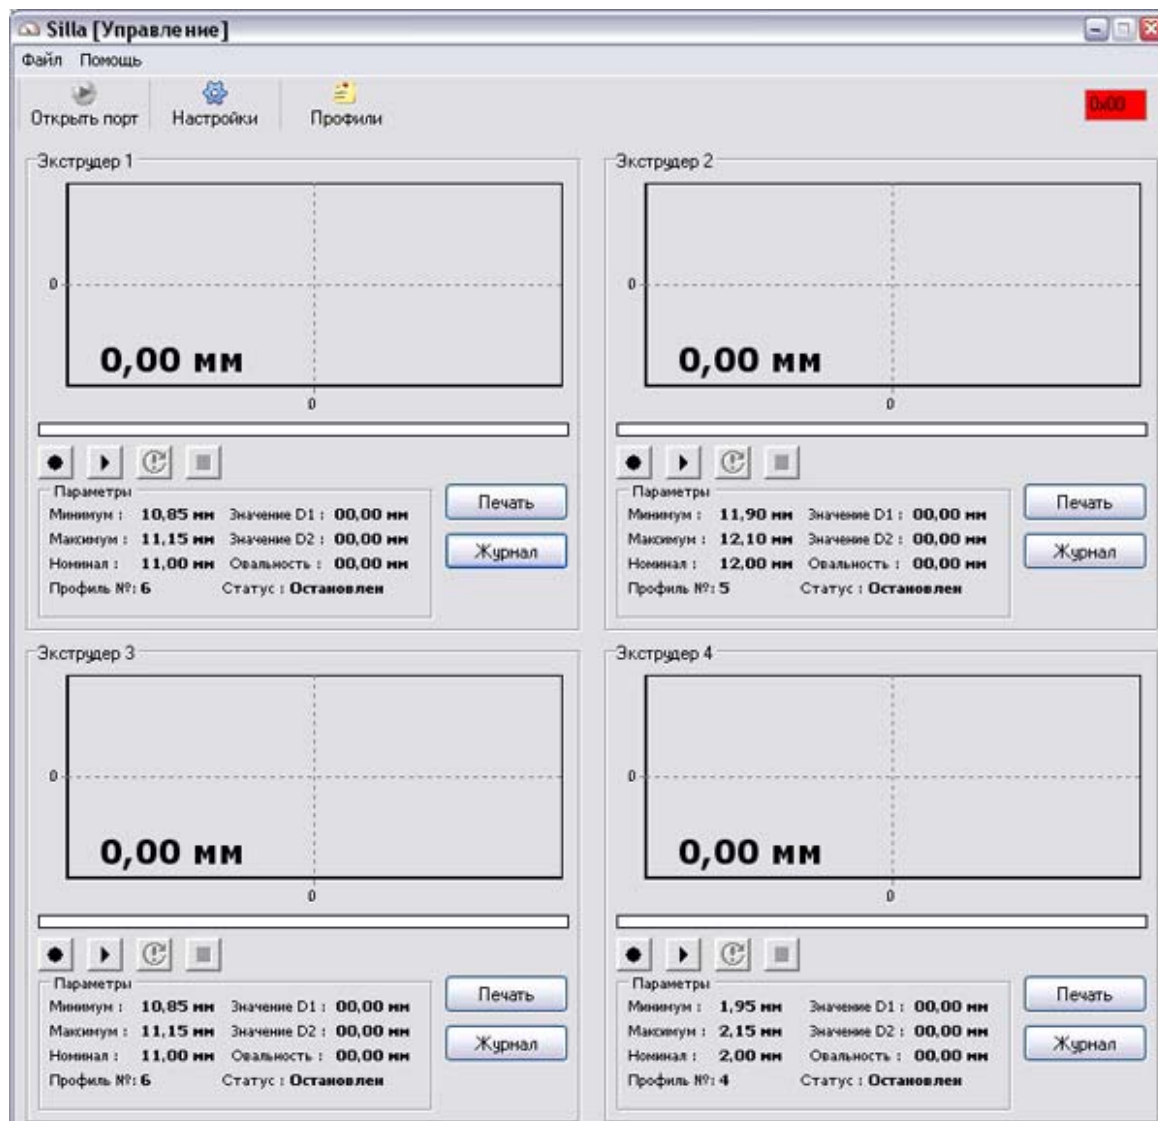 Silla [Управление]
Файл Помощь
Открыть порт Настройки Профили
0x00
Экструдер 1
0
0,00 мм
0
Параметры
Минимум : 10,85 мм Значение D1 : 00,00 мм
Максимум : 11,15 мм Значение D2 : 00,00 мм
Номинал : 11,00 мм Овальность : 00,00 мм
Профиль №: 6 Статус : Остановлен
Печать
Журнал
Экструдер 2
0
0,00 мм
0
Параметры
Минимум : 11,90 мм Значение D1 : 00,00 мм
Максимум : 12,10 мм Значение D2 : 00,00 мм
Номинал : 12,00 мм Овальность : 00,00 мм
Профиль №: 5 Статус : Остановлен
Печать
Журнал
Экструдер 3
0
0,00 мм
0
Параметры
Минимум : 10,85 мм Значение D1 : 00,00 мм
Максимум : 11,15 мм Значение D2 : 00,00 мм
Номинал : 11,00 мм Овальность : 00,00 мм
Профиль №: 6 Статус : Остановлен
Печать
Журнал
Экструдер 4
0
0,00 мм
0
Параметры
Минимум : 1,95 мм Значение D1 : 00,00 мм
Максимум : 2,15 мм Значение D2 : 00,00 мм
Номинал : 2,00 мм Овальность : 00,00 мм
Профиль №: 4 Статус : Остановлен
Печать
Журнал